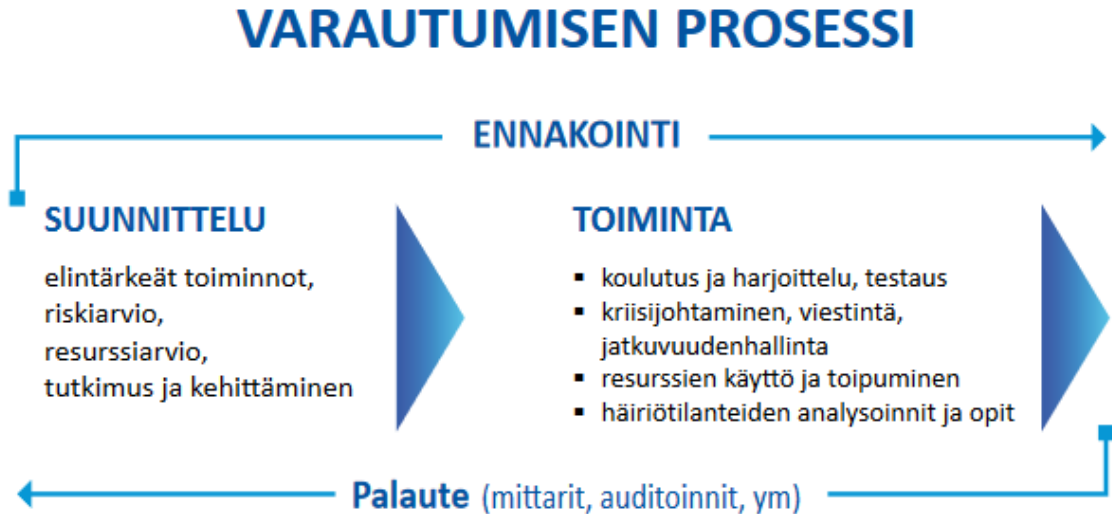 VARAUTUMISEN PROSESSI
ENNAKOINTI
SUUNNITTELU
elintärkeät toiminnot,
riskiarvio,
resurssiarvio,
tutkimus ja kehittäminen
TOIMINTA
▪ koulutus ja harjoittelu, testaus
▪ kriisijohtaminen, viestintä,
jatkuvuudenhallinta
▪ resurssien käyttö ja toipuminen
▪ häiriötilanteiden analysoinnit ja opit
Palaute (mittarit, auditoinnit, ym)